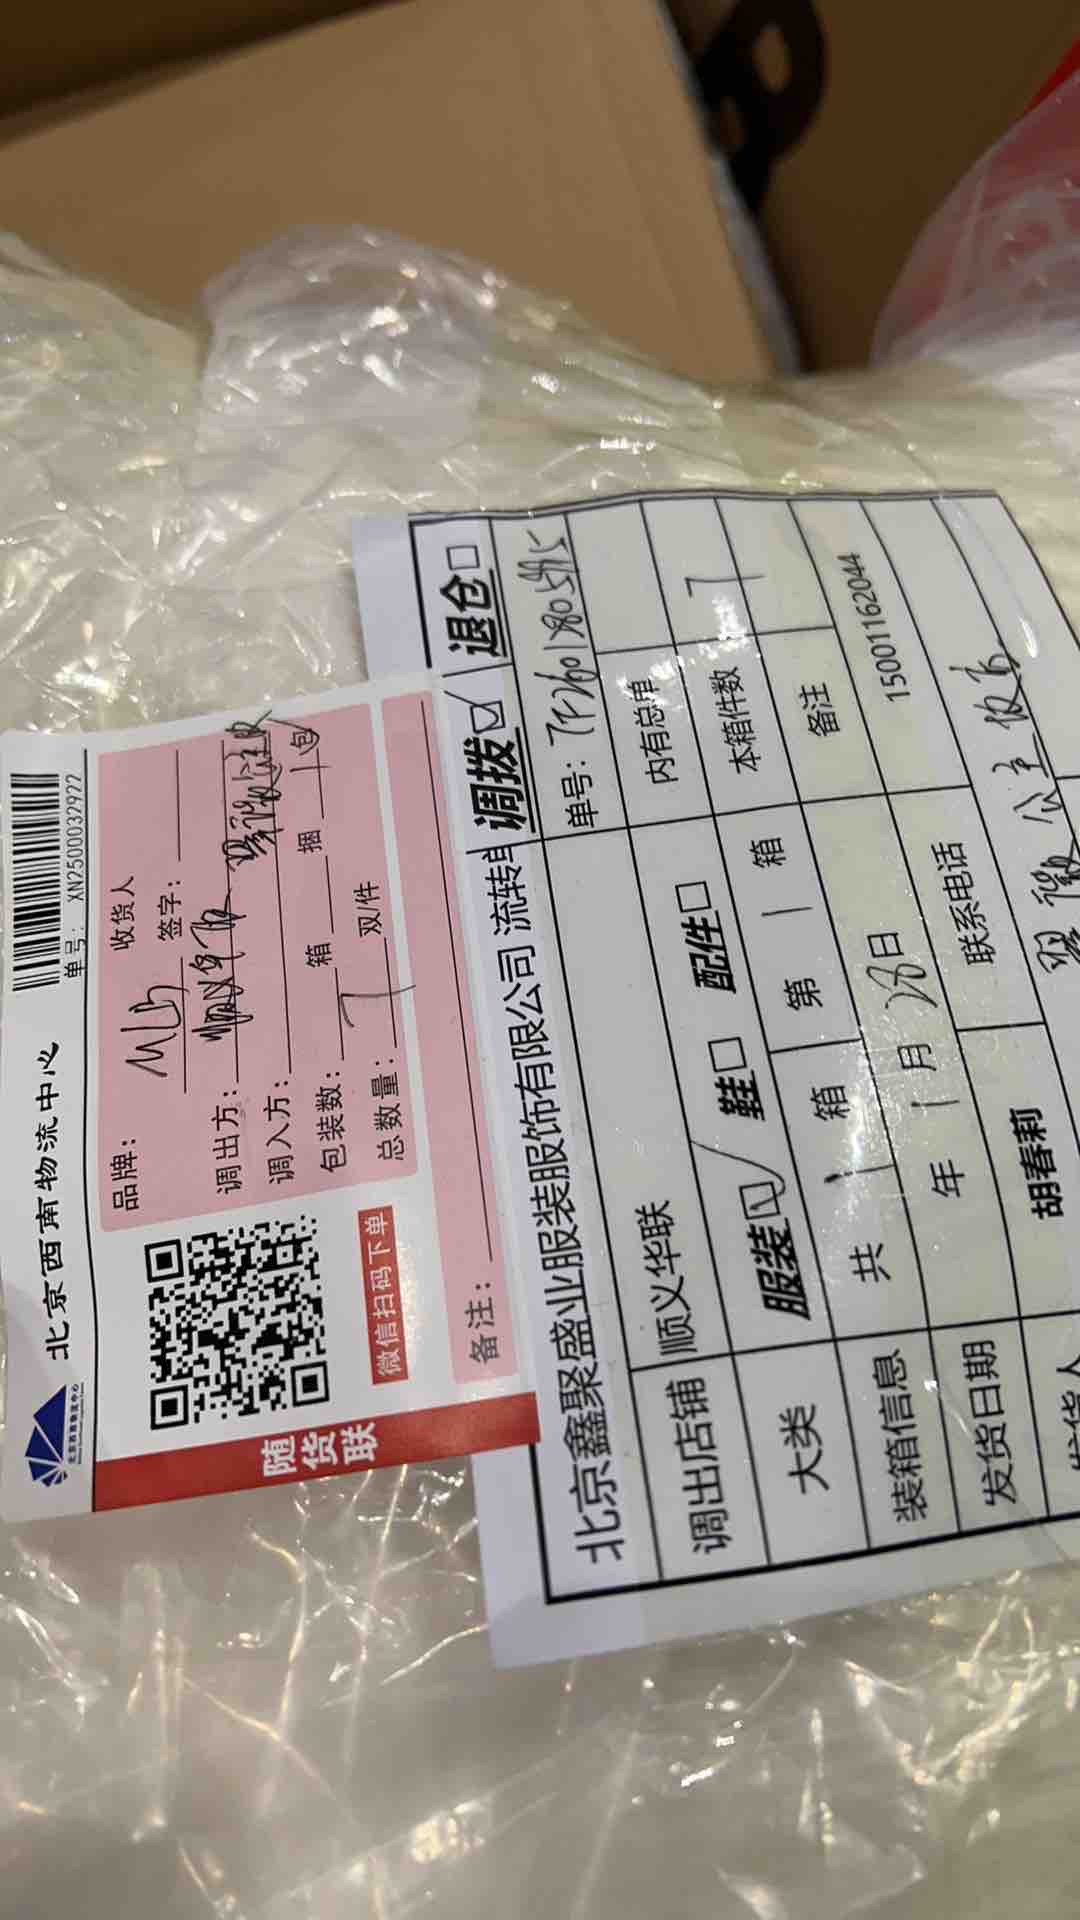 北京西南物流中心
单号: XN2500032922
品牌: 收货人 签字:
调出方:
调入方:
包装数: 箱 捆 1 包
总数量: 7 双/件
备注:
微信扫码下单
随货联
北京鑫聚盛业服装服饰有限公司 流转单 调拨☑ 退仓□
调出店铺 顺义华联 单号:
大类 服装☑ 鞋□ 配件□ 内有总单
装箱信息 共 1 箱 第 1 箱 本箱件数 7
发货日期 年 1 月 28 日 备注
发货人 胡春莉 联系电话 15001162044